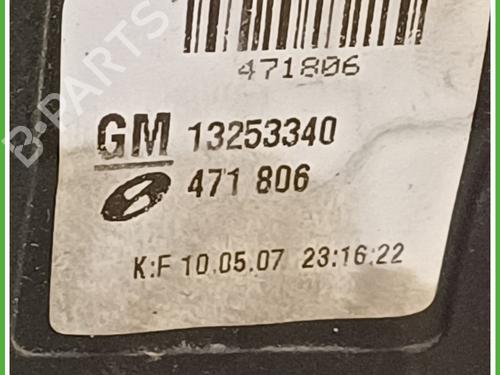 471806
GM 13253340
471 806
K:F 10.05.07 23:16:22
B-PARTS